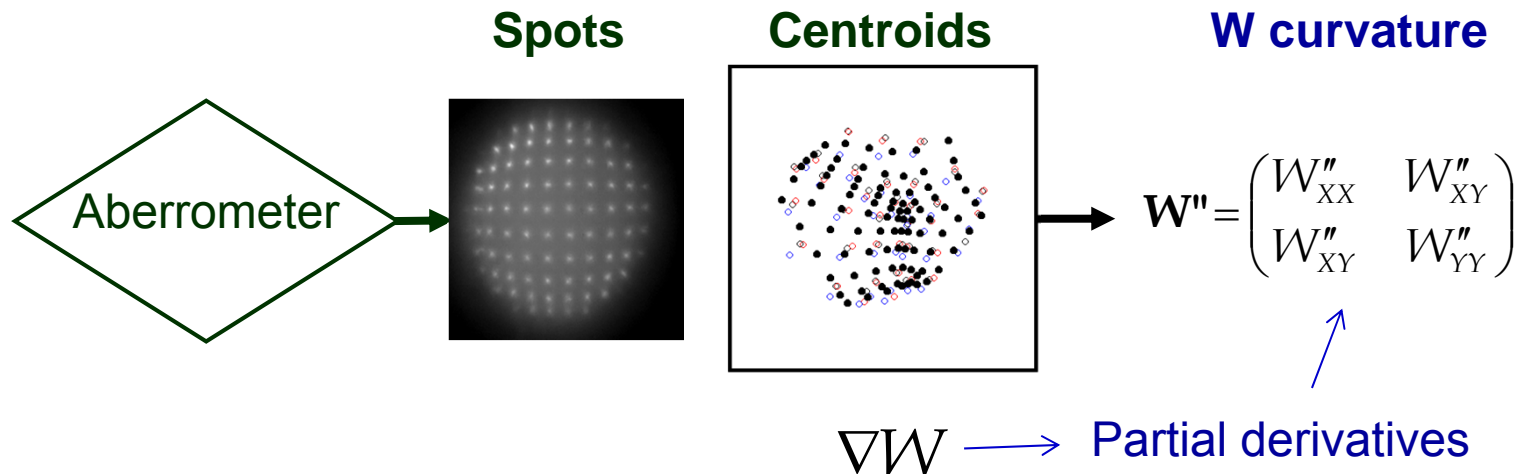 Spots Centroids W curvature
Aberrometer
W" = ( W″XX W″XY
W″XY W″YY )
∇W Partial derivatives